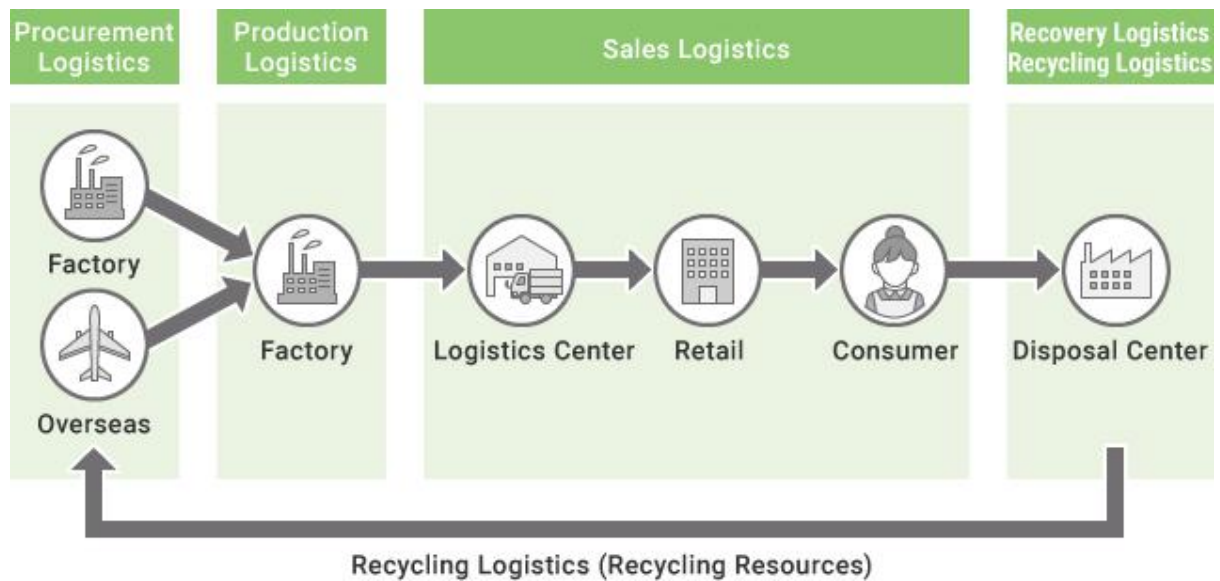 Procurement
Logistics
Production
Logistics
Sales Logistics
Recovery Logistics
Recycling Logistics
Factory
Overseas
Factory
Logistics Center
Retail
Consumer
Disposal Center
Recycling Logistics (Recycling Resources)